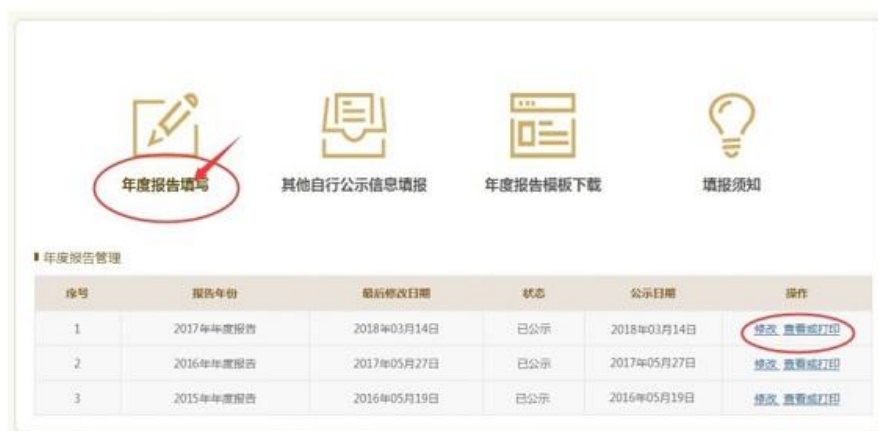 年度报告填写 其他自行公示信息填报 年度报告模板下载 填报须知
年度报告管理
序号 报告年份 最后修改日期 状态 公示日期 操作
1 2017年年度报告 2018年03月14日 已公示 2018年03月14日 修改 查看或打印
2 2016年年度报告 2017年05月27日 已公示 2017年05月27日 修改 查看或打印
3 2015年年度报告 2016年05月19日 已公示 2016年05月19日 修改 查看或打印